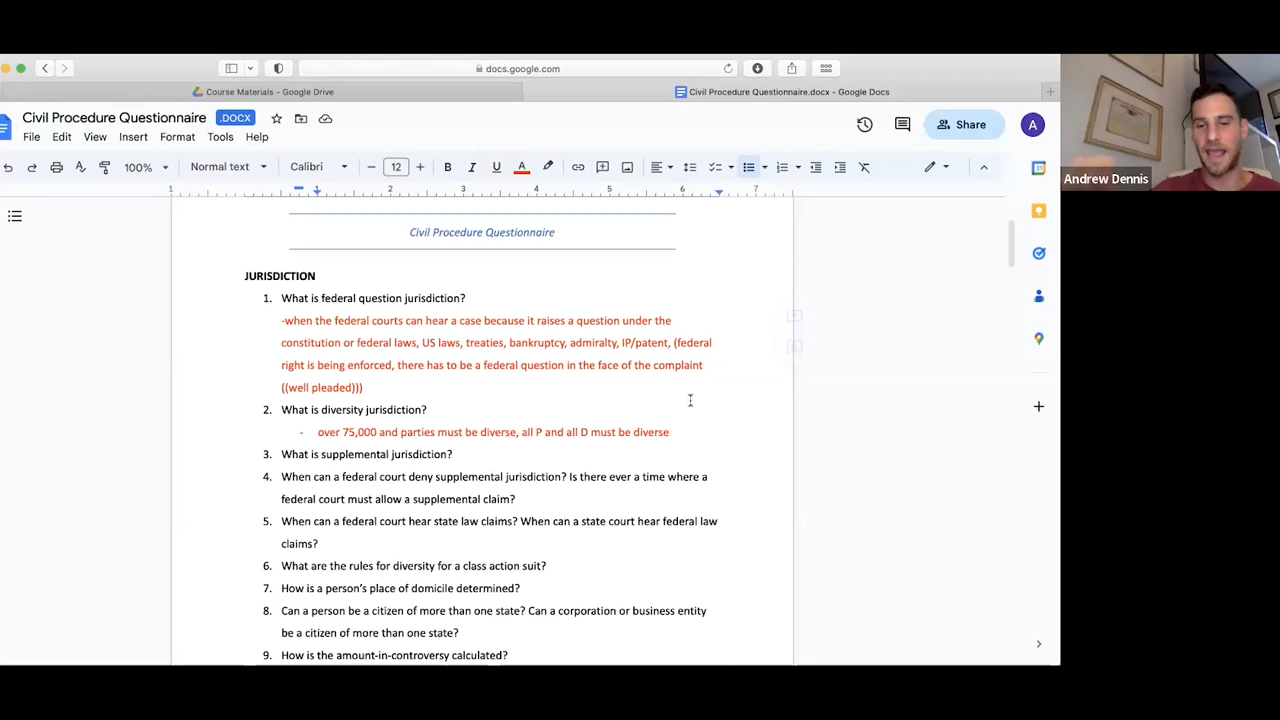 docs.google.com
Course Materials - Google Drive
Civil Procedure Questionnaire.docx - Google Docs
Civil Procedure Questionnaire .DOCX
Share
A
File Edit View Insert Format Tools Help
100% Normal text Calibri 12 B I U A
1 1 2 3 4 5 6 7
Andrew Dennis
Civil Procedure Questionnaire
JURISDICTION
1. What is federal question jurisdiction?
-when the federal courts can hear a case because it raises a question under the
constitution or federal laws, US laws, treaties, bankruptcy, admiralty, IP/patent, (federal
right is being enforced, there has to be a federal question in the face of the complaint
((well pleaded)))
2. What is diversity jurisdiction?
- over 75,000 and parties must be diverse, all P and all D must be diverse
3. What is supplemental jurisdiction?
4. When can a federal court deny supplemental jurisdiction? Is there ever a time where a
federal court must allow a supplemental claim?
5. When can a federal court hear state law claims? When can a state court hear federal law
claims?
6. What are the rules for diversity for a class action suit?
7. How is a person's place of domicile determined?
8. Can a person be a citizen of more than one state? Can a corporation or business entity
be a citizen of more than one state?
9. How is the amount-in-controversy calculated?